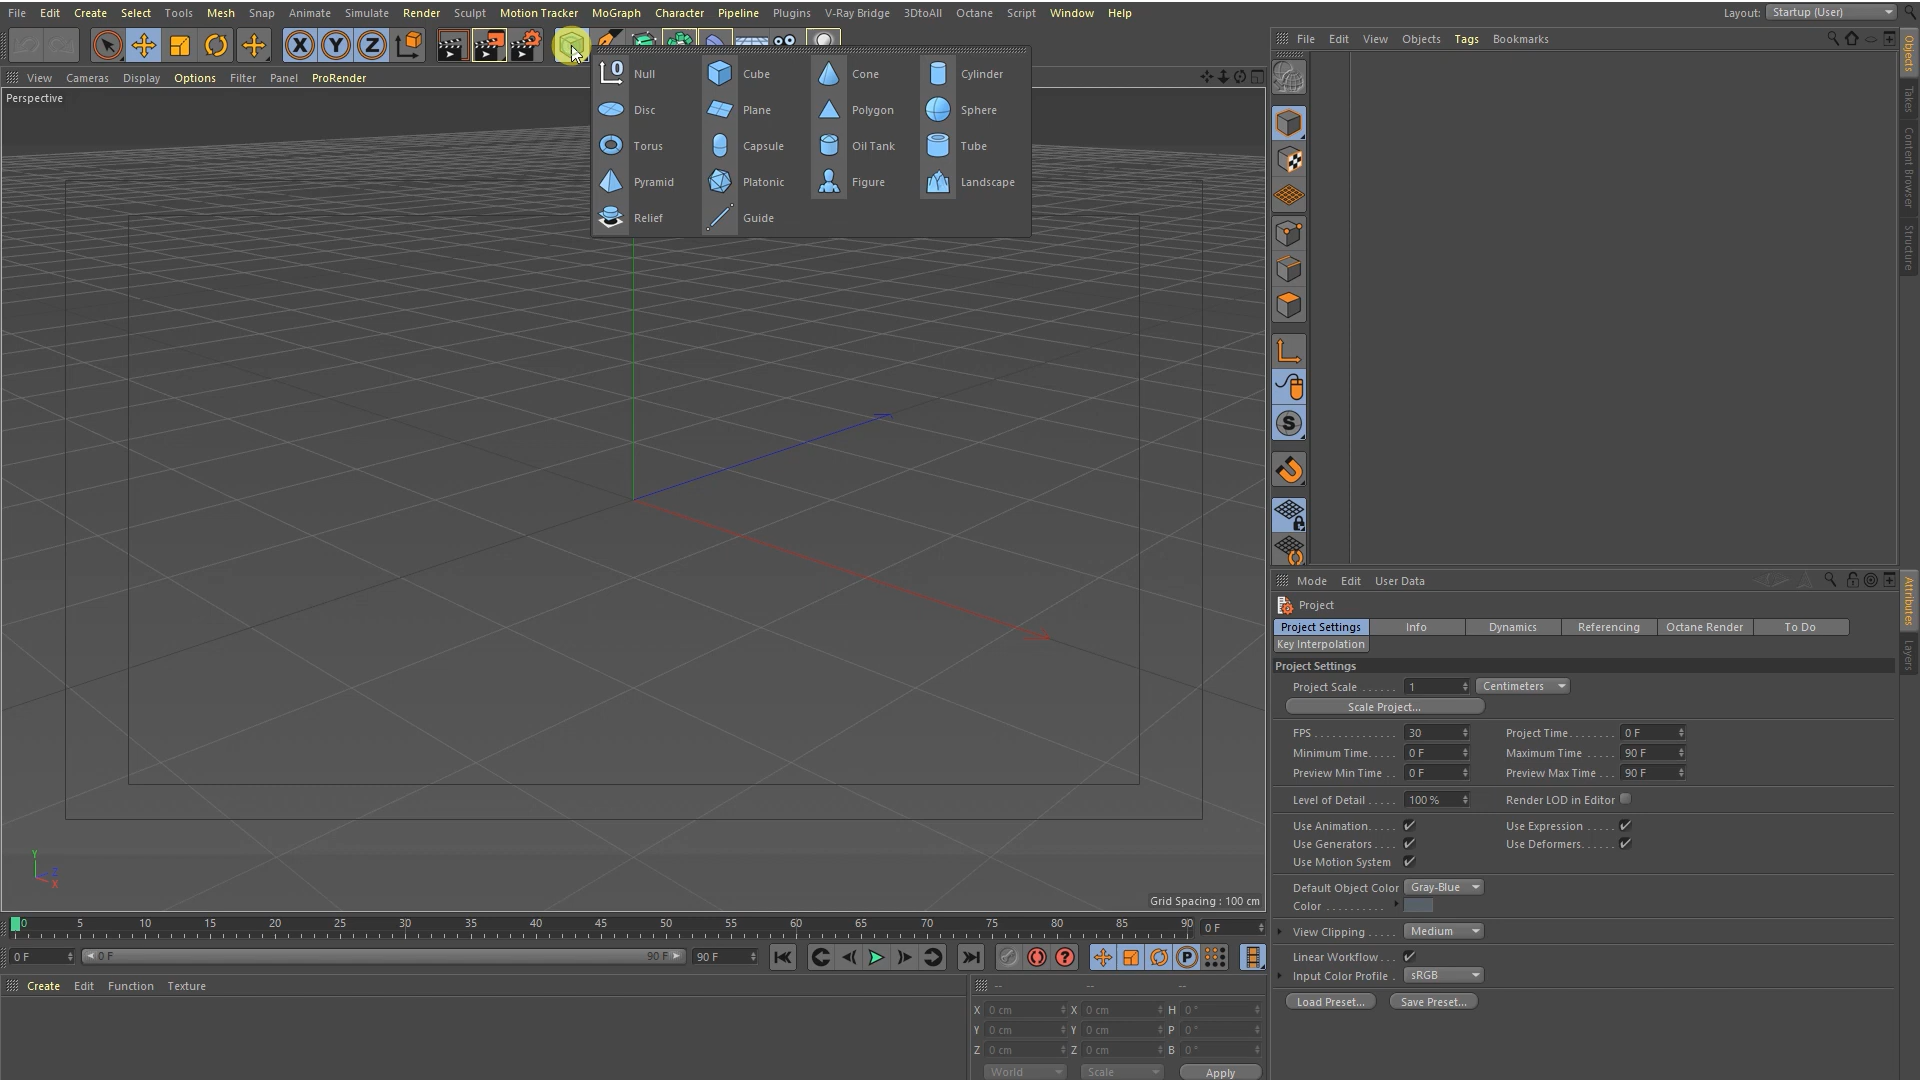 File Edit Create Select Tools Mesh Snap Animate Simulate Render Sculpt Motion Tracker MoGraph Character Pipeline Plugins V-Ray Bridge 3DtoAll Octane Script Window Help Layout: Startup (User)
X Y Z
File Edit View Objects Tags Bookmarks
View Cameras Display Options Filter Panel ProRender
Perspective
0 Null Cube Cone Cylinder
Disc Plane Polygon Sphere
Torus Capsule Oil Tank Tube
Pyramid Platonic Figure Landscape
Relief Guide
Objects
Takes
Content Browser
Structure
S
Mode Edit User Data
Attributes
Layers
Project
Project Settings Info Dynamics Referencing Octane Render To Do
Key Interpolation
Project Settings
Project Scale ...... 1 Centimeters
Scale Project...
FPS ............. 30 Project Time........ 0 F
Minimum Time..... 0 F Maximum Time ..... 90 F
Preview Min Time .. 0 F Preview Max Time ... 90 F
Level of Detail ..... 100 % Render LOD in Editor
Use Animation..... Use Expression .....
Use Generators .... Use Deformers......
Use Motion System
Default Object Color Gray-Blue
Color ..........
View Clipping ..... Medium
Linear Workflow...
Input Color Profile . sRGB
Load Preset... Save Preset...
Y
Z
X
Grid Spacing : 100 cm
0 5 10 15 20 25 30 35 40 45 50 55 60 65 70 75 80 85 90 0 F
0 F 0 F 90 F 90 F ? P
Create Edit Function Texture
-- -- --
X 0 cm X 0 cm H 0 °
Y 0 cm Y 0 cm P 0 °
Z 0 cm Z 0 cm B 0 °
World Scale Apply